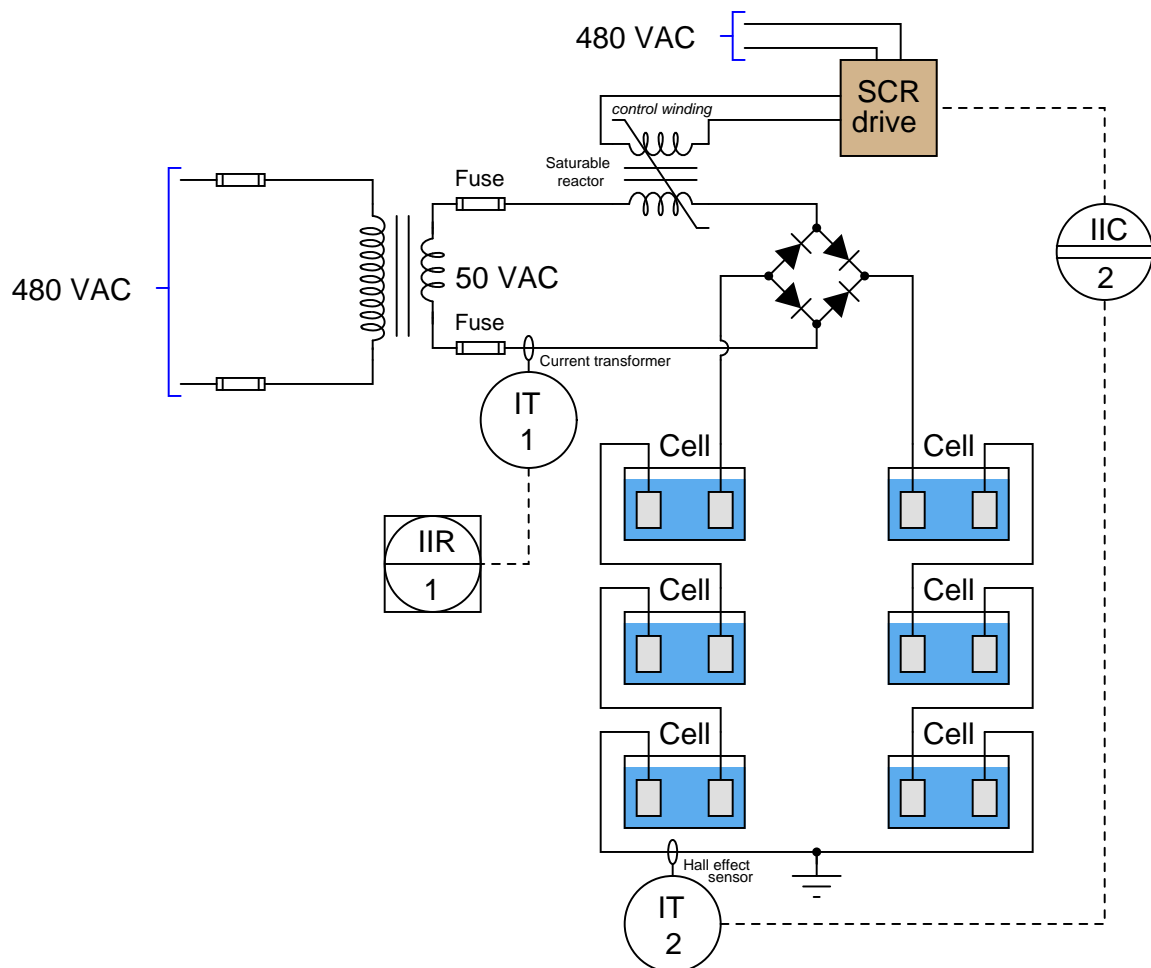 480 VAC
SCR
drive
control winding
Saturable
reactor
Fuse
IIC
2
480 VAC
50 VAC
Fuse
Current transformer
IT
1
Cell
Cell
IIR
1
Cell
Cell
Cell
Cell
Hall effect
sensor
IT
2